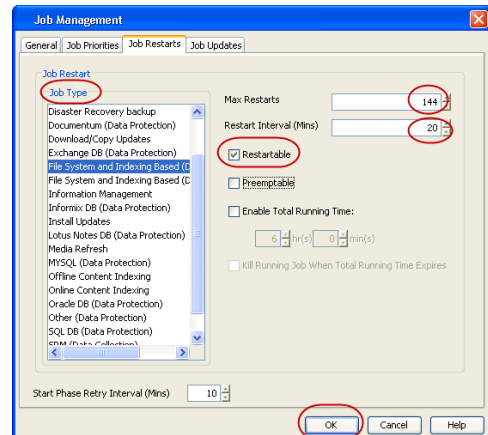 Job Management
General Job Priorities Job Restarts Job Updates
Job Restart
Job Type
Disaster Recovery backup
Documentum (Data Protection)
Download/Copy Updates
Exchange DB (Data Protection)
File System and Indexing Based (D
File System and Indexing Based (D
Information Management
Informix DB (Data Protection)
Install Updates
Lotus Notes DB (Data Protection)
Media Refresh
MYSQL (Data Protection)
Offline Content Indexing
Online Content Indexing
Oracle DB (Data Protection)
Other (Data Protection)
SQL DB (Data Protection)
SRM (Data Collection)
Max Restarts 144
Restart Interval (Mins) 20
Restartable
Preemptable
Enable Total Running Time:
6 hr(s) 0 min(s)
Kill Running Job When Total Running Time Expires
Start Phase Retry Interval (Mins) 10
OK Cancel Help